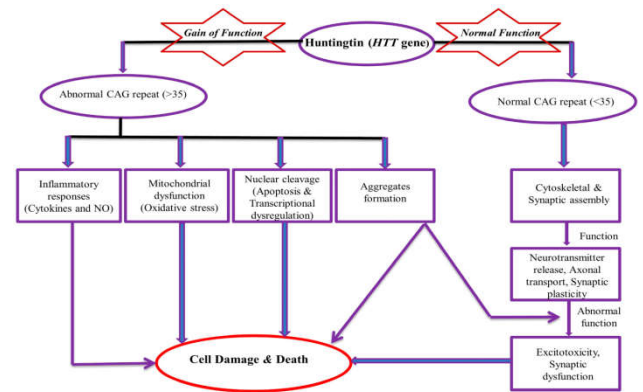 Gain of Function
Huntingtin (HTT gene)
Normal Function
Abnormal CAG repeat (>35)
Normal CAG repeat (<35)
Inflammatory
responses
(Cytokines and NO)
Mitochondrial
dysfunction
(Oxidative stress)
Nuclear cleavage
(Apoptosis &
Transcriptional
dysregulation)
Aggregates
formation
Cytoskeletal &
Synaptic assembly
Function
Neurotransmitter
release, Axonal
transport, Synaptic
plasticity
Abnormal
function
Cell Damage & Death
Excitotoxicity,
Synaptic
dysfunction